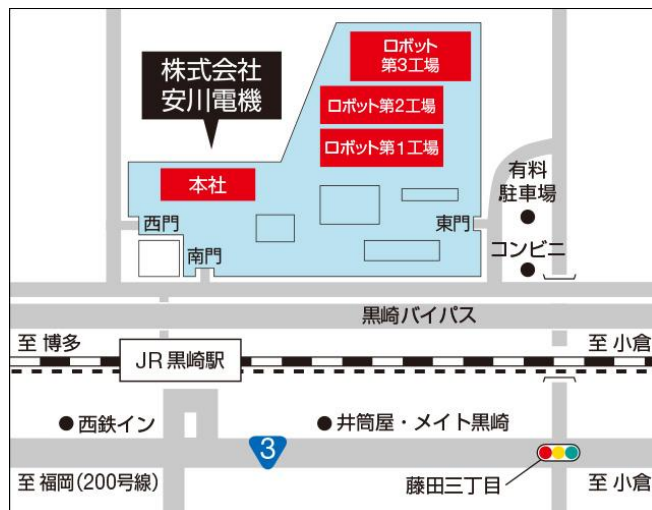 ロボット
第3工場
株式会社
安川電機
ロボット第2工場
ロボット第1工場
有料
駐車場
本社
西門
東門
コンビニ
南門
黒崎バイパス
至 博多
至 小倉
JR 黒崎駅
西鉄イン
井筒屋・メイト黒崎
3
至 福岡(200号線)
藤田三丁目
至 小倉